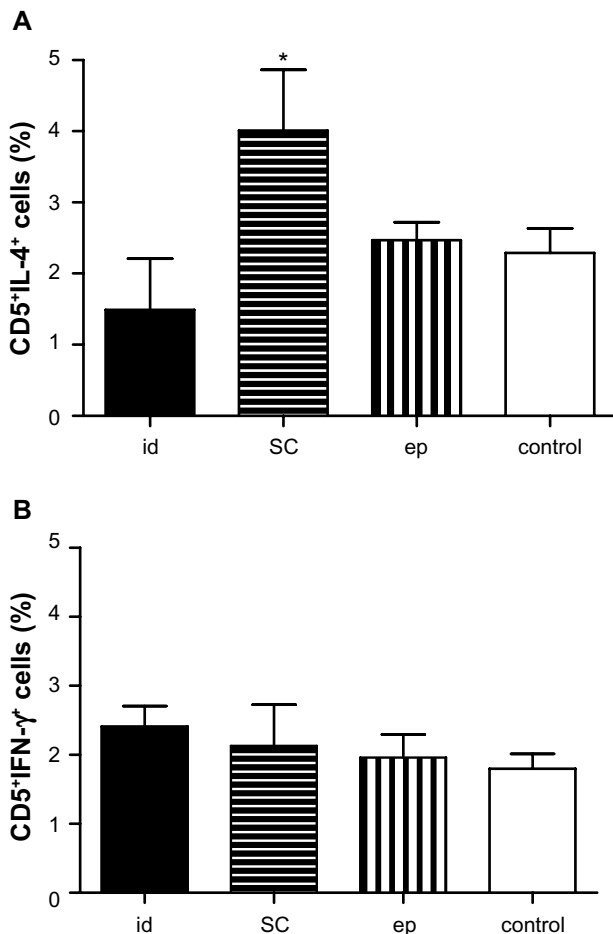 A
CD5⁺IL-4⁺ cells (%)
5
4
3
2
1
0
*
id SC ep control
B
CD5⁺IFN-γ⁺ cells (%)
5
4
3
2
1
0
id SC ep control